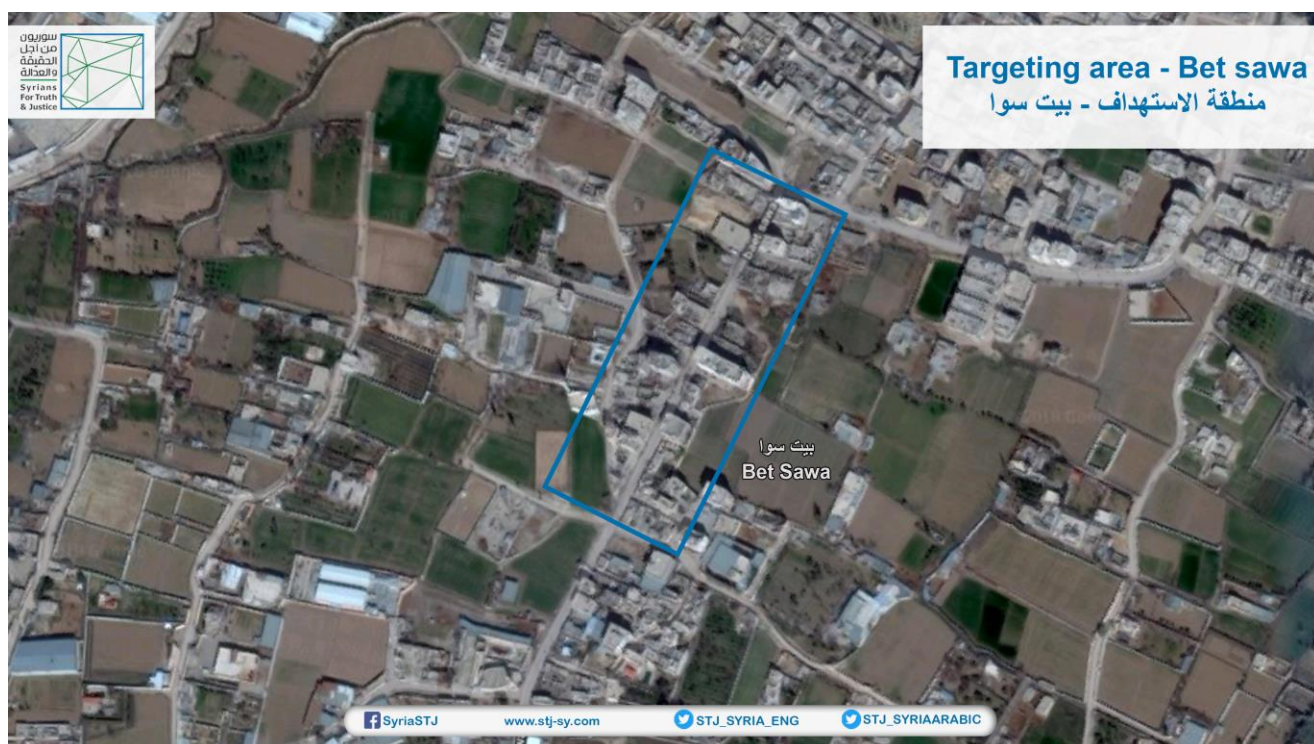 سوريون
من أجل
الحقيقة
والعدالة
Syrians
For Truth
& Justice
Targeting area - Bet sawa
منطقة الاستهداف - بيت سوا
بيت سوا
Bet Sawa
SyriaSTJ
www.stj-sy.com
STJ_SYRIA_ENG
STJ_SYRIAARABIC